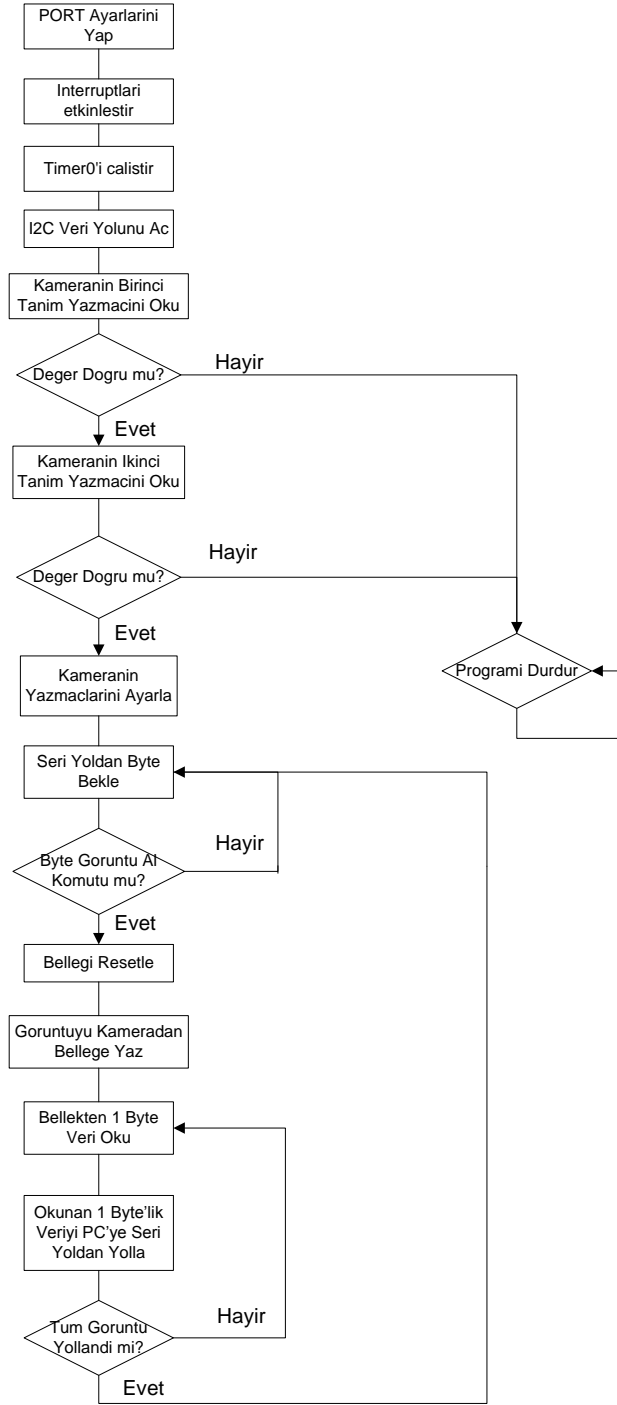 PORT Ayarlarini
Yap
Interruptlari
etkinlestir
Timer0'i calistir
I2C Veri Yolunu Ac
Kameranin Birinci
Tanim Yazmacini Oku
Deger Dogru mu?
Hayir
Evet
Kameranin Ikinci
Tanim Yazmacini Oku
Deger Dogru mu?
Hayir
Evet
Kameranin
Yazmaclarini Ayarla
Programi Durdur
Seri Yoldan Byte
Bekle
Byte Goruntu Al
Komutu mu?
Hayir
Evet
Bellegi Resetle
Goruntuyu Kameradan
Bellege Yaz
Bellekten 1 Byte
Veri Oku
Okunan 1 Byte'lik
Veriyi PC'ye Seri
Yoldan Yolla
Tum Goruntu
Yollandi mi?
Hayir
Evet